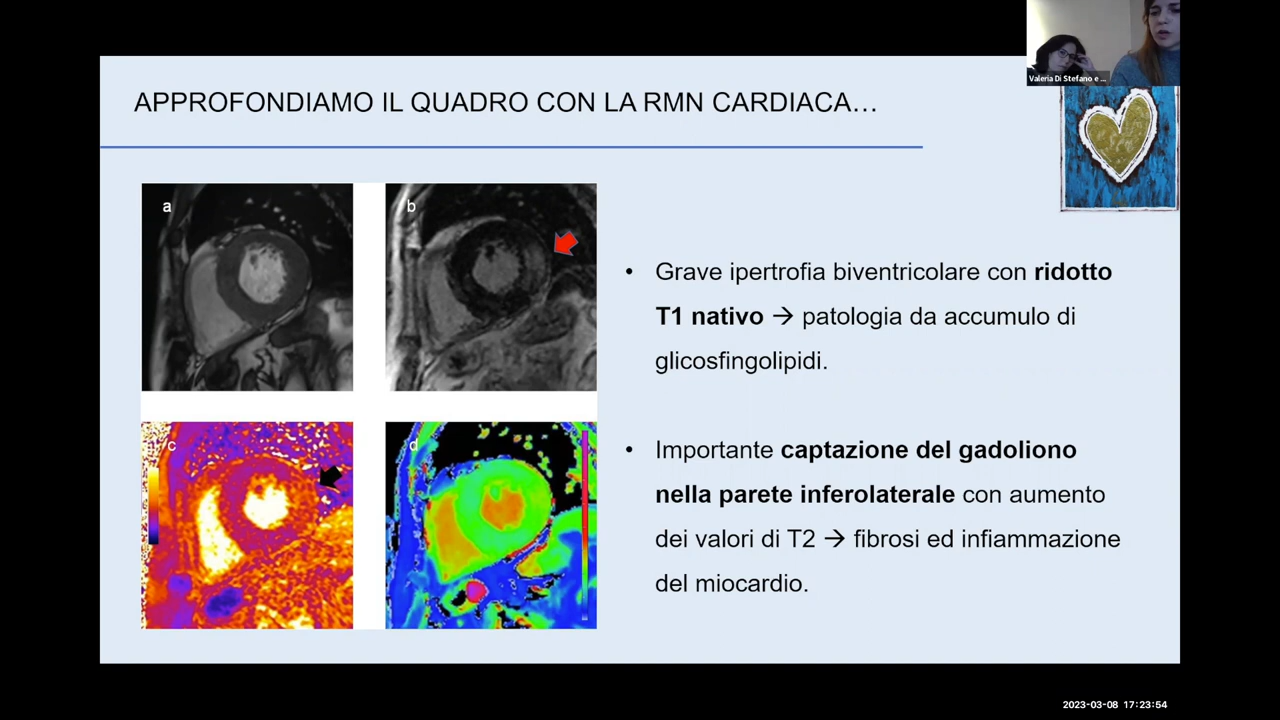 Valeria Di Stefano e ...
APPROFONDIAMO IL QUADRO CON LA RMN CARDIACA...
a
b
c
d
• Grave ipertrofia biventricolare con ridotto
T1 nativo → patologia da accumulo di
glicosfingolipidi.
• Importante captazione del gadoliono
nella parete inferolaterale con aumento
dei valori di T2 → fibrosi ed infiammazione
del miocardio.
2023-03-08 17:23:54